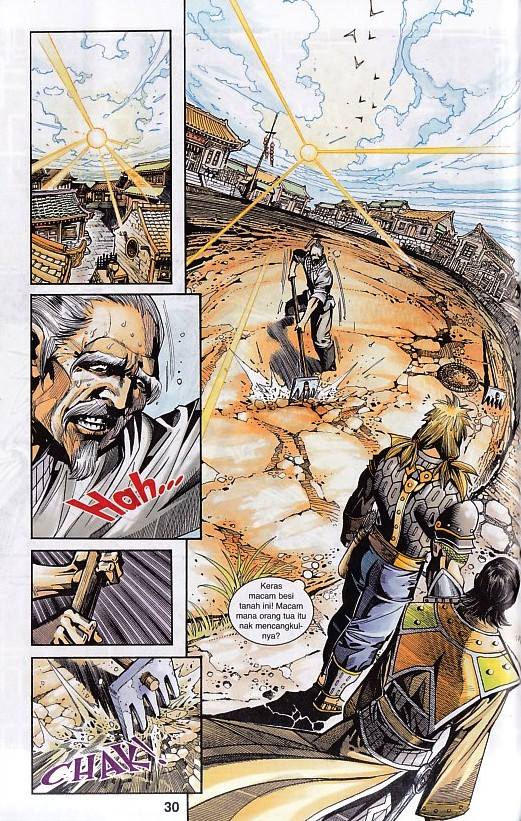 Hah...
CHAK!
Keras
macam besi
tanah ini! Macam
mana orang tua itu
nak mencangkul-
nya?
30